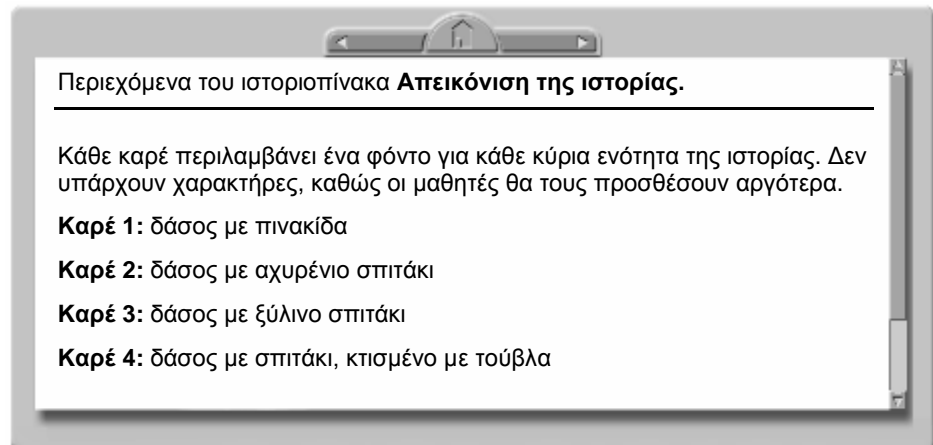 Περιεχόμενα του ιστοριοπίνακα Απεικόνιση της ιστορίας.
Κάθε καρέ περιλαμβάνει ένα φόντο για κάθε κύρια ενότητα της ιστορίας. Δεν
υπάρχουν χαρακτήρες, καθώς οι μαθητές θα τους προσθέσουν αργότερα.
Καρέ 1: δάσος με πινακίδα
Καρέ 2: δάσος με αχυρένιο σπιτάκι
Καρέ 3: δάσος με ξύλινο σπιτάκι
Καρέ 4: δάσος με σπιτάκι, κτισμένο με τούβλα